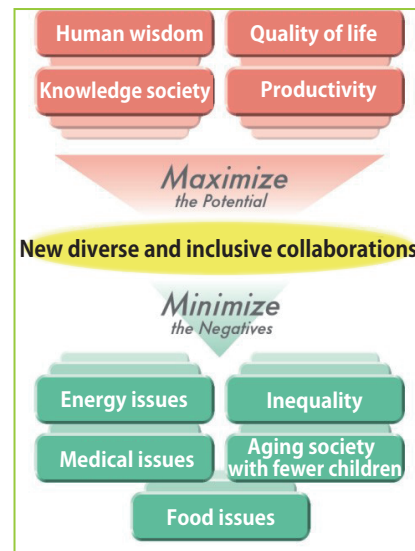 Human wisdom
Quality of life
Knowledge society
Productivity
Maximize
the Potential
New diverse and inclusive collaborations
Minimize
the Negatives
Energy issues
Inequality
Medical issues
Aging society
with fewer children
Food issues